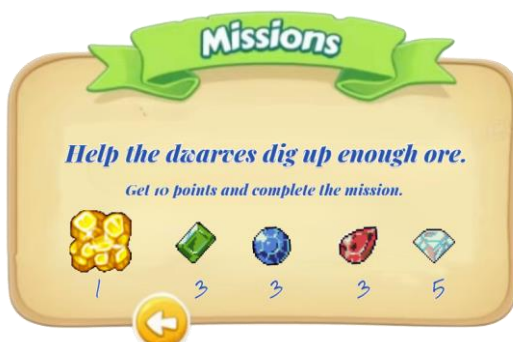 Missions
Help the dwarves dig up enough ore.
Get 10 points and complete the mission.
1 3 3 3 5